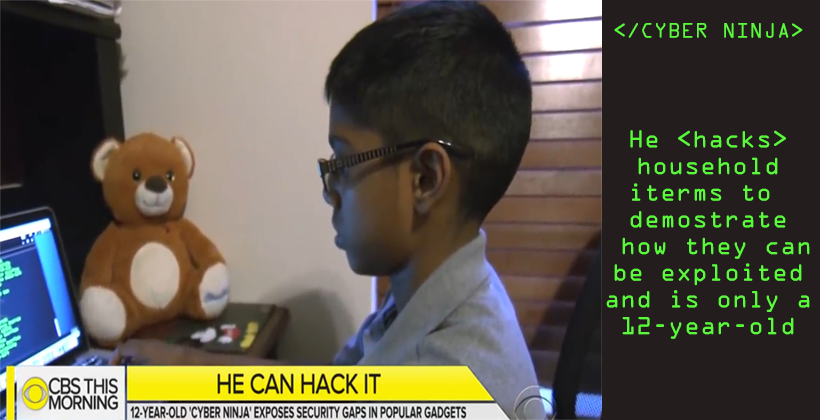 </CYBER NINJA>
He <hacks>
household
iterms to
demostrate
how they can
be exploited
and is only a
12-year-old
CBS THIS
MORNING
HE CAN HACK IT
12-YEAR-OLD 'CYBER NINJA' EXPOSES SECURITY GAPS IN POPULAR GADGETS